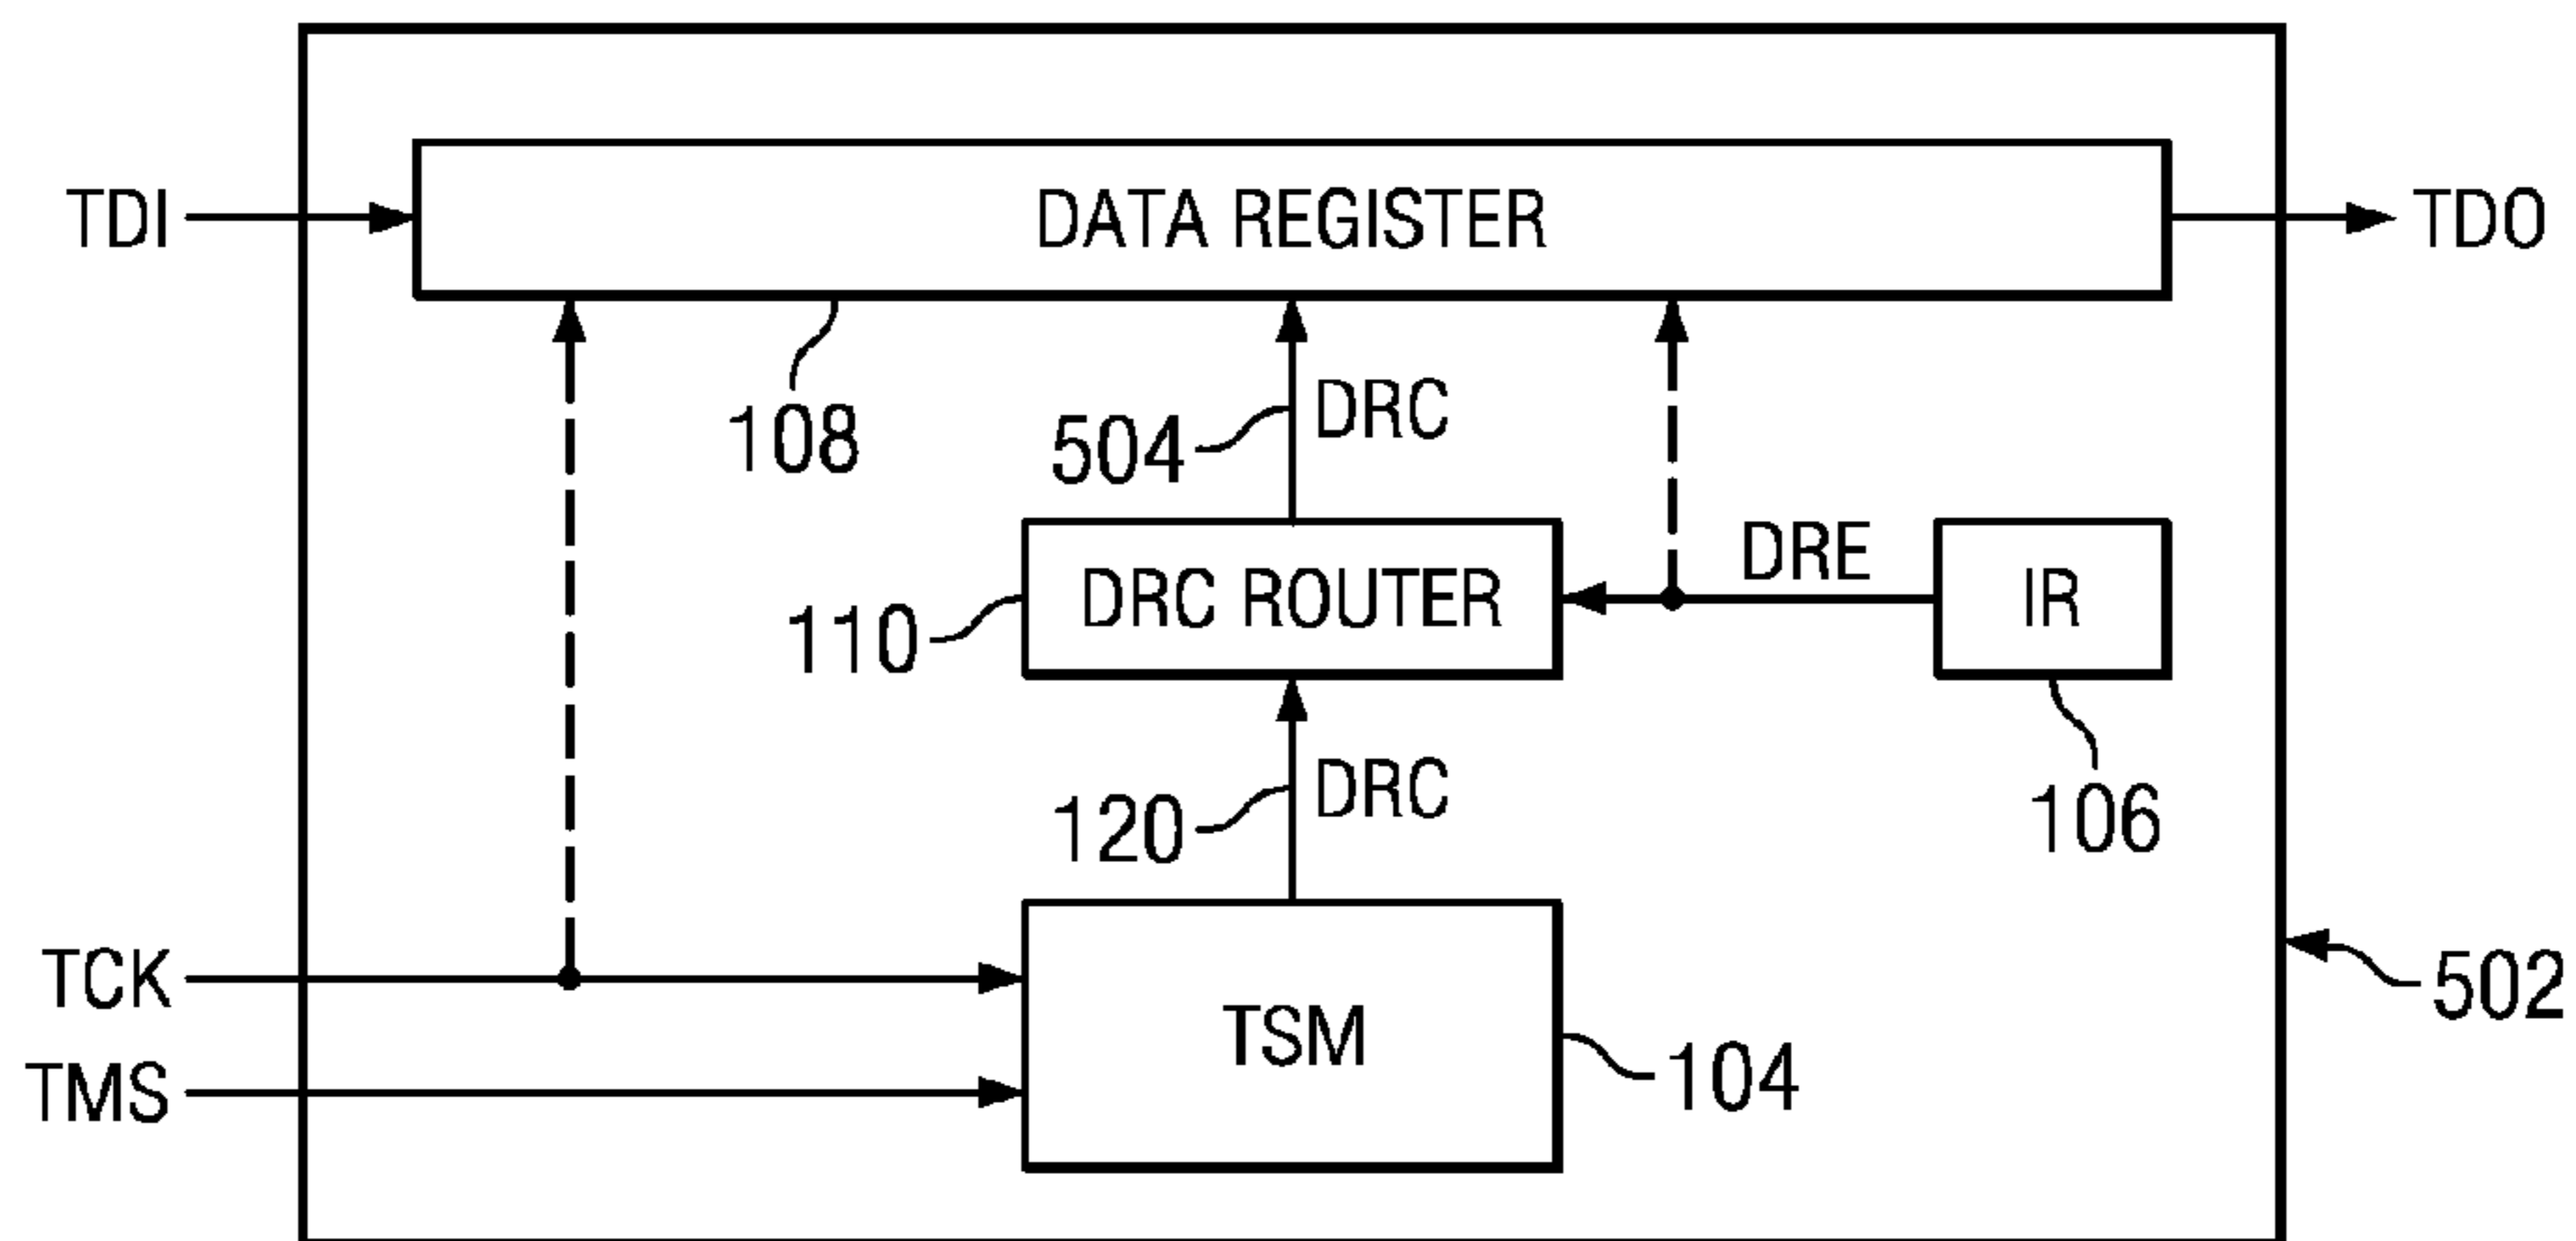 DATA REGISTER
TDI
TDO
108
504
DRC
DRC ROUTER
110
DRE
IR
106
120
DRC
TCK
TMS
TSM
104
502